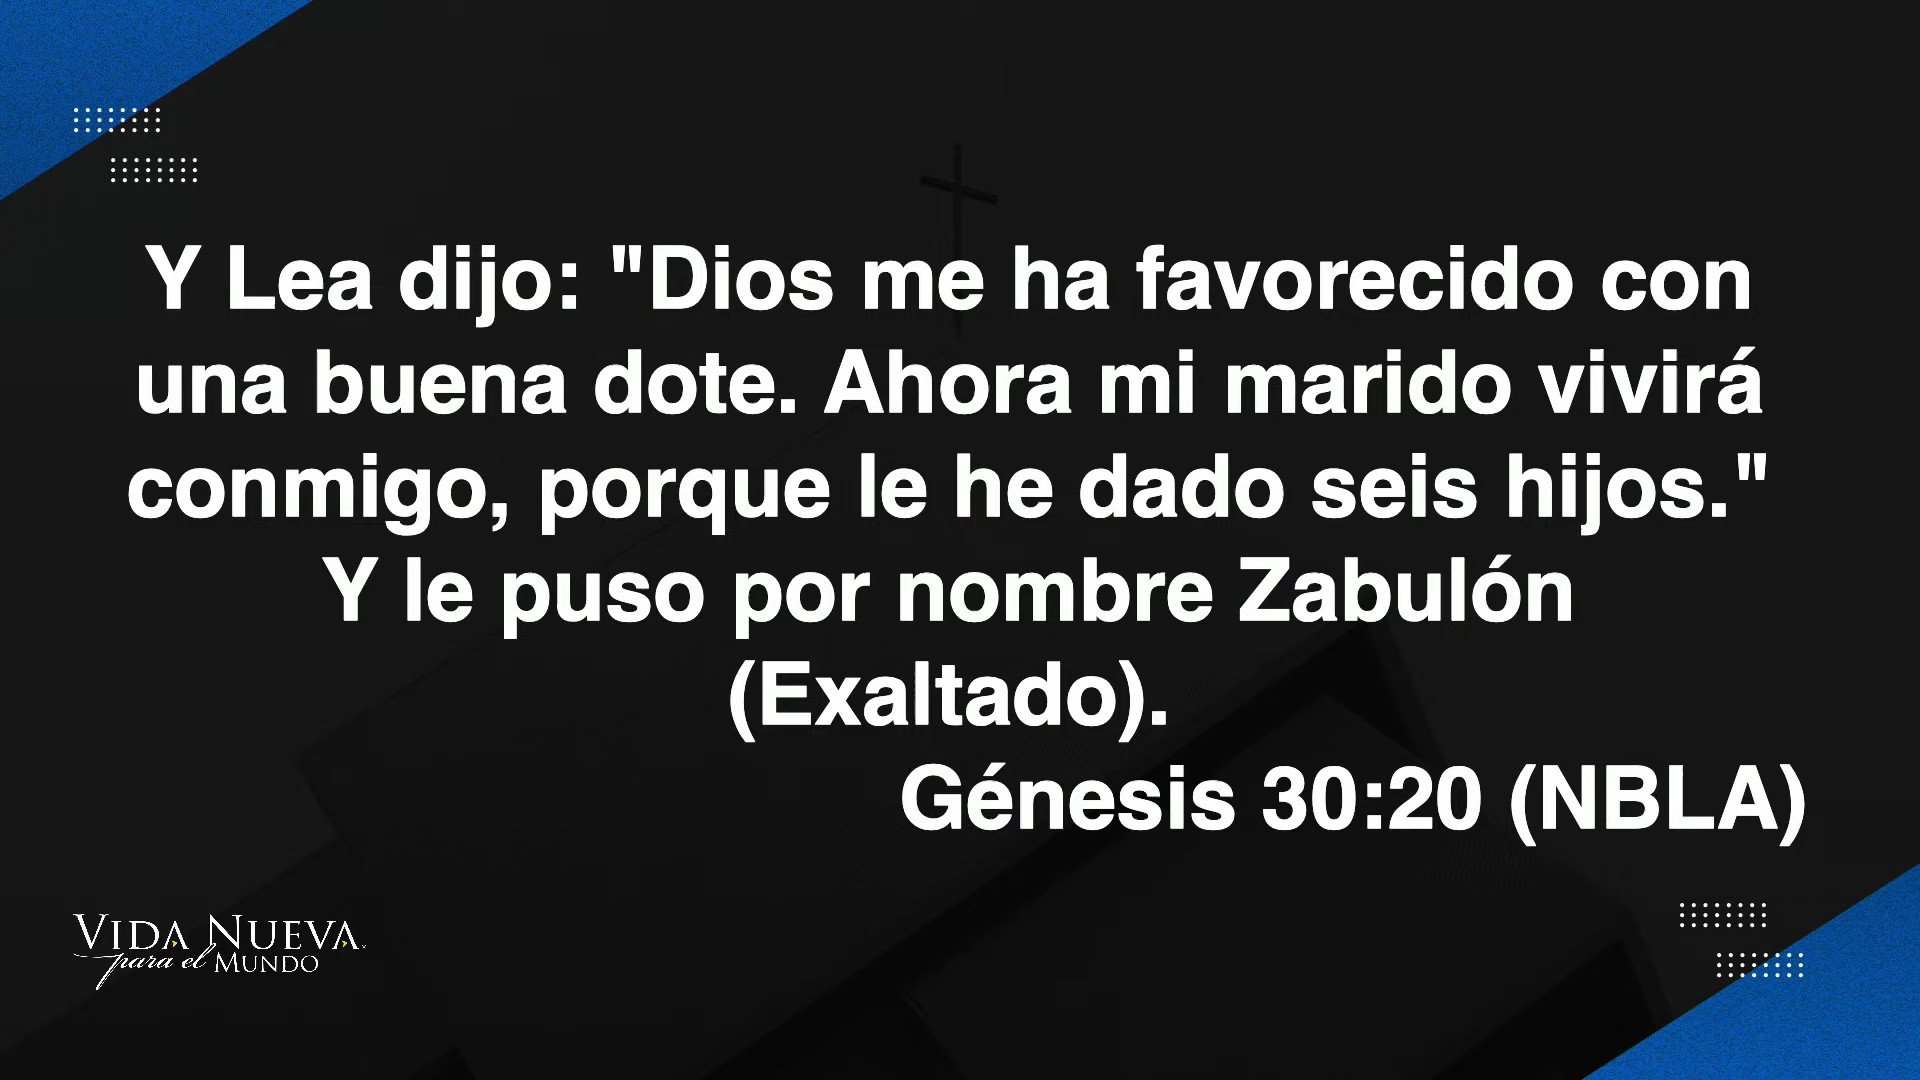 Y Lea dijo: "Dios me ha favorecido con
una buena dote. Ahora mi marido vivirá
conmigo, porque le he dado seis hijos."
Y le puso por nombre Zabulón
(Exaltado).
Génesis 30:20 (NBLA)
VIDA NUEVA
para el MUNDO